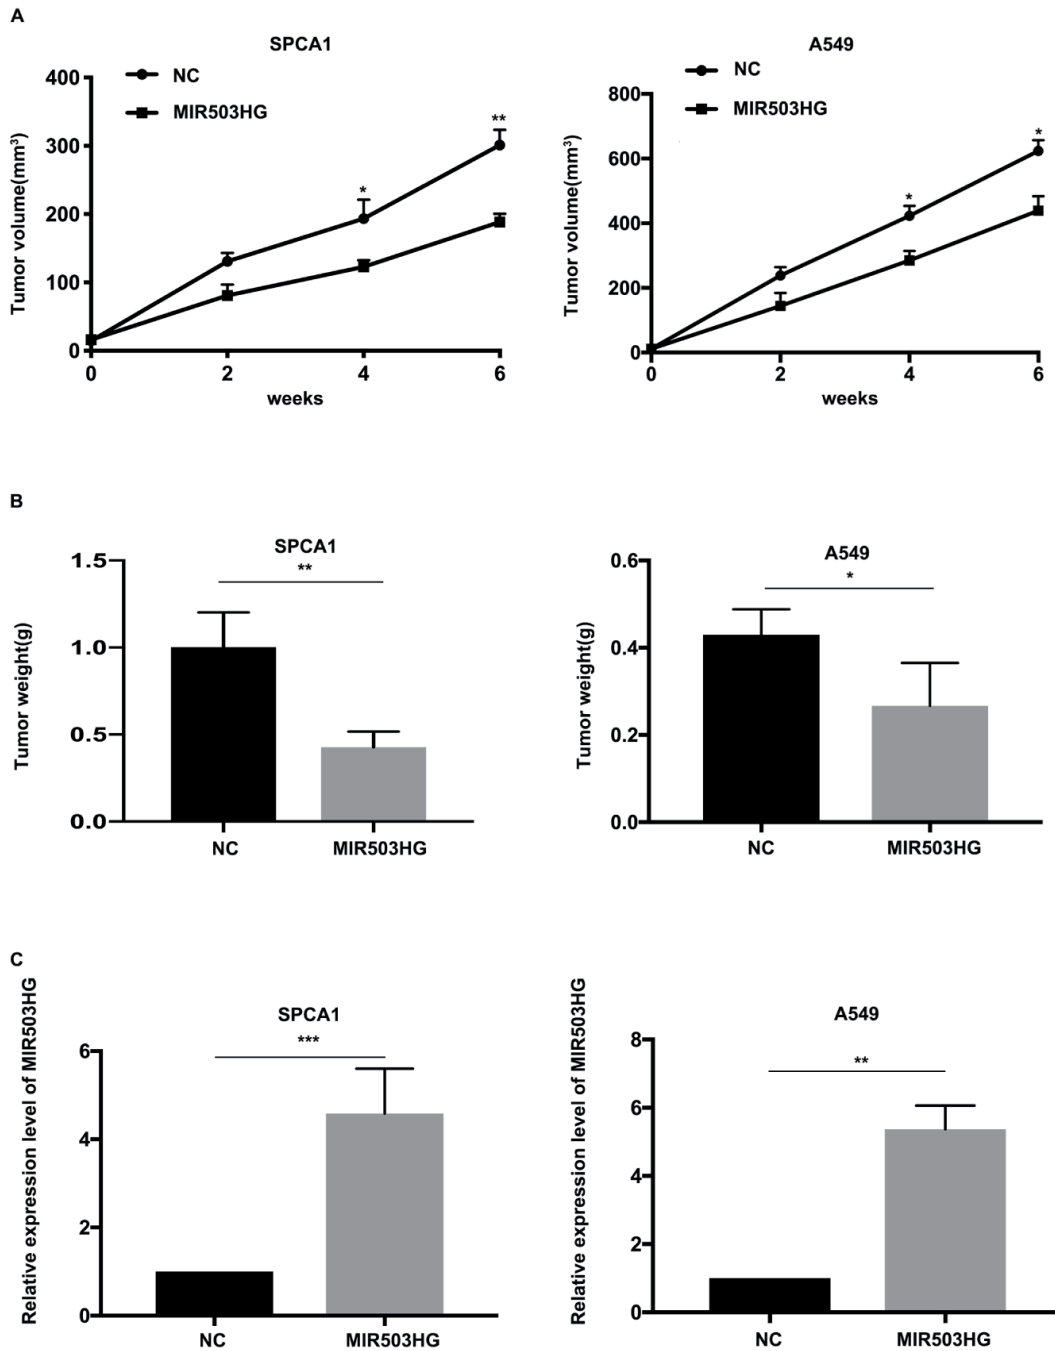 A
SPCA1
NC
MIR503HG
Tumor volume(mm³)
400
300
200
100
0
*
**
0 2 4 6
weeks
A549
NC
MIR503HG
Tumor volume(mm³)
800
600
400
200
0
*
*
0 2 4 6
weeks
B
SPCA1
**
Tumor weight(g)
1.5
1.0
0.5
0.0
NC MIR503HG
A549
*
Tumor weight(g)
0.6
0.4
0.2
0.0
NC MIR503HG
C
SPCA1
***
Relative expression level of MIR503HG
6
4
2
0
NC MIR503HG
A549
**
Relative expression level of MIR503HG
8
6
4
2
0
NC MIR503HG